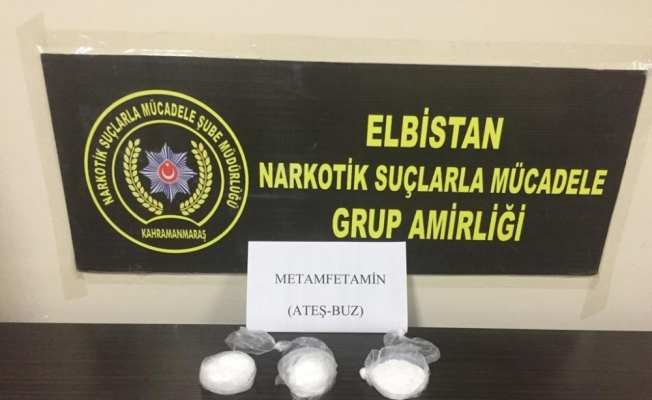 NARKOTİK SUÇLARLA MÜCADELE ŞUBE MÜDÜRLÜĞÜ
KAHRAMANMARAŞ
ELBİSTAN
NARKOTİK SUÇLARLA MÜCADELE
GRUP AMİRLİĞİ
METAMFETAMİN
(ATEŞ-BUZ)